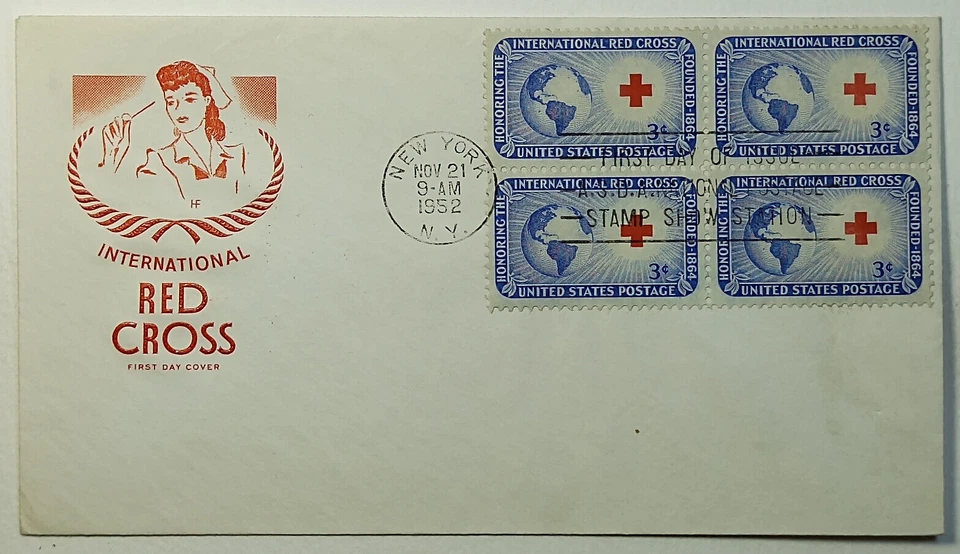 HF
INTERNATIONAL
RED
CROSS
FIRST DAY COVER
NEW YORK
NOV 21
9-AM
1952
N.Y.
HONORING THE
INTERNATIONAL RED CROSS
FOUNDED-1864
3¢
UNITED STATES POSTAGE
HONORING THE
INTERNATIONAL RED CROSS
FOUNDED-1864
3¢
UNITED STATES POSTAGE
HONORING THE
INTERNATIONAL RED CROSS
FOUNDED-1864
3¢
UNITED STATES POSTAGE
HONORING THE
INTERNATIONAL RED CROSS
FOUNDED-1864
3¢
UNITED STATES POSTAGE
FIRST DAY OF ISSUE
A.S.D.A.
STAMP SHOW STATION